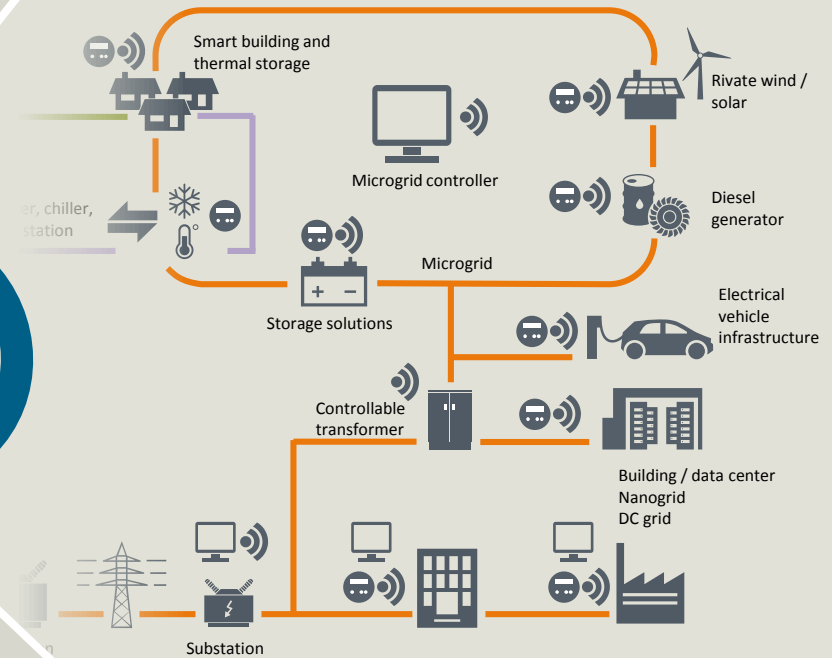 Smart building and
thermal storage
Rivate wind /
solar
Microgrid controller
chiller,
station
Diesel
generator
Microgrid
Storage solutions
Electrical
vehicle
infrastructure
Controllable
transformer
Building / data center
Nanogrid
DC grid
Substation